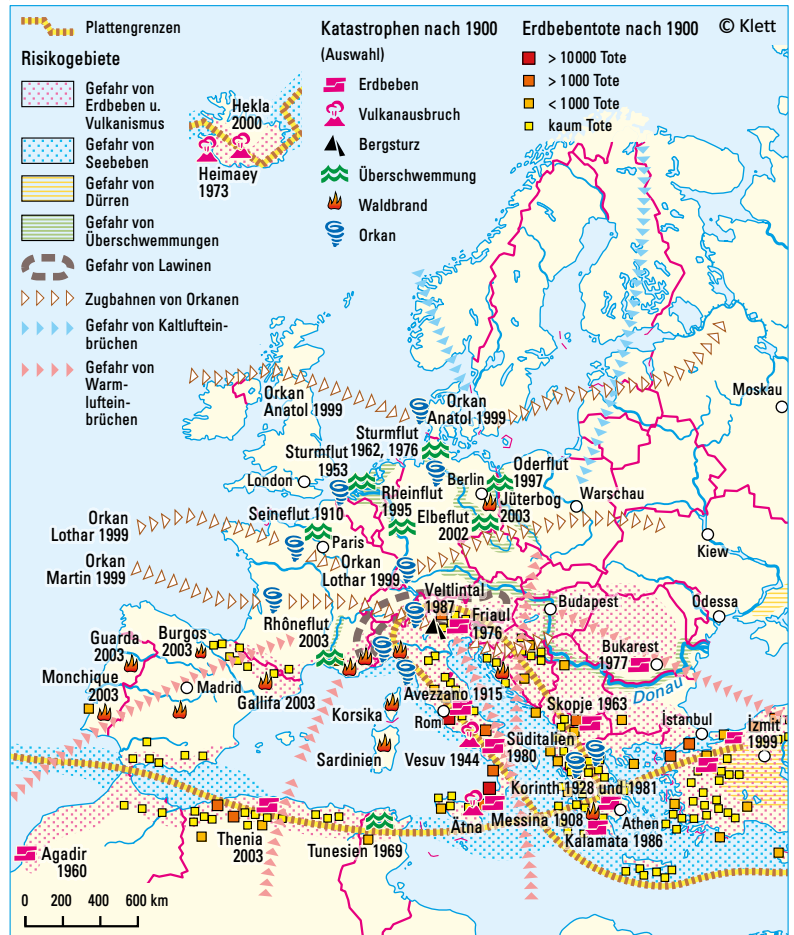 Plattengrenzen
Risikogebiete
Gefahr von
Erdbeben u.
Vulkanismus
Gefahr von
Seebeben
Gefahr von
Dürren
Gefahr von
Überschwemmungen
Gefahr von Lawinen
Zugbahnen von Orkanen
Gefahr von Kaltluftein-
brüchen
Gefahr von
Warm-
luftein-
brüchen
Katastrophen nach 1900
(Auswahl)
Erdbeben
Vulkanausbruch
Bergsturz
Überschwemmung
Waldbrand
Orkan
Erdbebentote nach 1900
> 10000 Tote
> 1000 Tote
< 1000 Tote
kaum Tote
© Klett
Hekla
2000
Heimaey
1973
Orkan
Anatol 1999
Orkan
Anatol 1999
Moskau
Sturmflut
1962, 1976
Sturmflut
1953
London
Berlin
Oderflut
1997
Rheinflut
1995
Jüterbog
2003
Warschau
Seineflut 1910
Elbeflut
2002
Orkan
Lothar 1999
Paris
Kiew
Orkan
Lothar 1999
Orkan
Martin 1999
Veltlintal
1987
Budapest
Odessa
Rhôneflut
2003
Friaul
1976
Guarda
2003
Burgos
2003
Bukarest
1977
Donau
Monchique
2003
Madrid
Gallifa 2003
Avezzano 1915
Skopje 1963
Korsika
Rom
İstanbul
İzmit
1999
Süditalien
1980
Sardinien
Vesuv 1944
Korinth 1928 und 1981
Ätna
Messina 1908
Athen
Kalamata 1986
Thenia
2003
Tunesien 1969
Agadir
1960
0 200 400 600 km